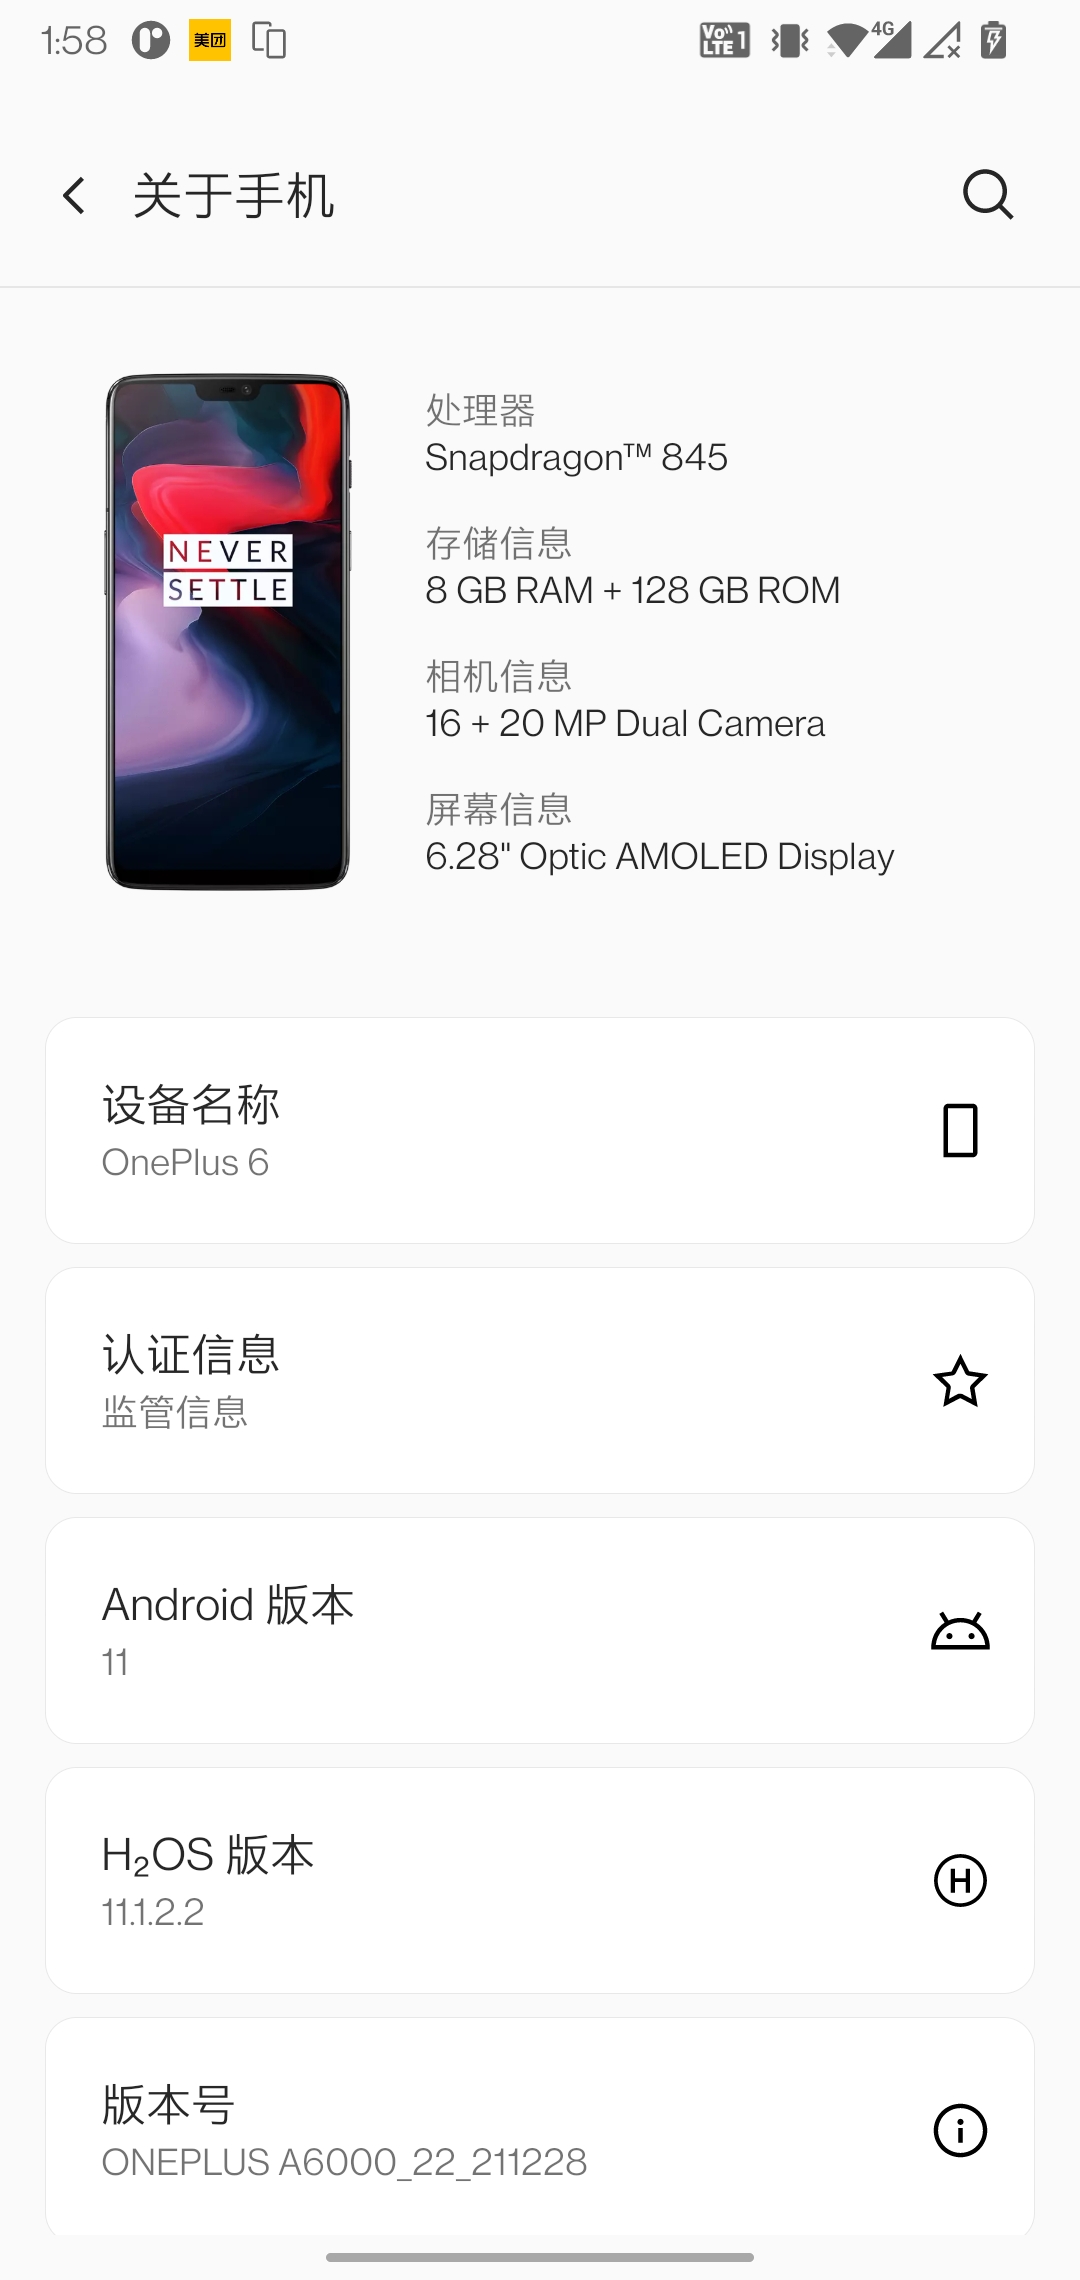 1:58 美团 VoLTE 1 4G
关于手机
NEVER
SETTLE
处理器
Snapdragon™ 845
存储信息
8 GB RAM + 128 GB ROM
相机信息
16 + 20 MP Dual Camera
屏幕信息
6.28" Optic AMOLED Display
设备名称
OnePlus 6
认证信息
监管信息
Android 版本
11
H₂OS 版本
11.1.2.2
H
版本号
ONEPLUS A6000_22_211228